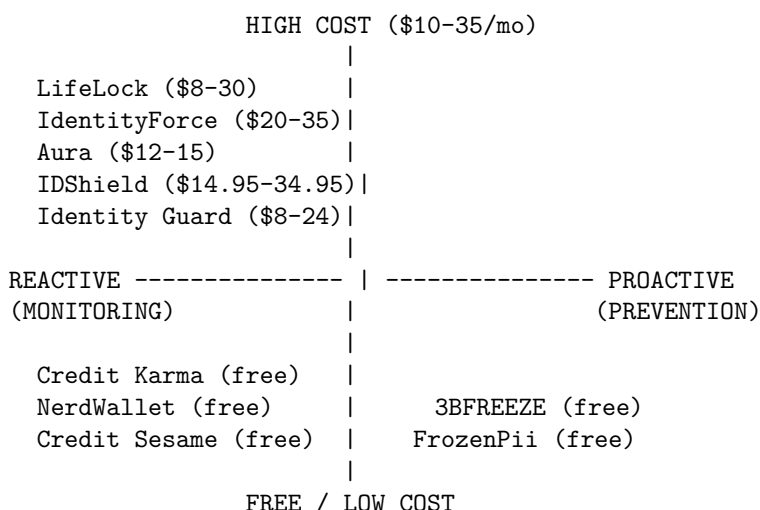 HIGH COST ($10-35/mo)
|
LifeLock ($8-30) |
IdentityForce ($20-35)|
Aura ($12-15) |
IDShield ($14.95-34.95)|
Identity Guard ($8-24)|
|
REACTIVE --------------- | --------------- PROACTIVE
(MONITORING) | (PREVENTION)
|
Credit Karma (free) |
NerdWallet (free) | 3BFREEZE (free)
Credit Sesame (free) | FrozenPii (free)
|
FREE / LOW COST